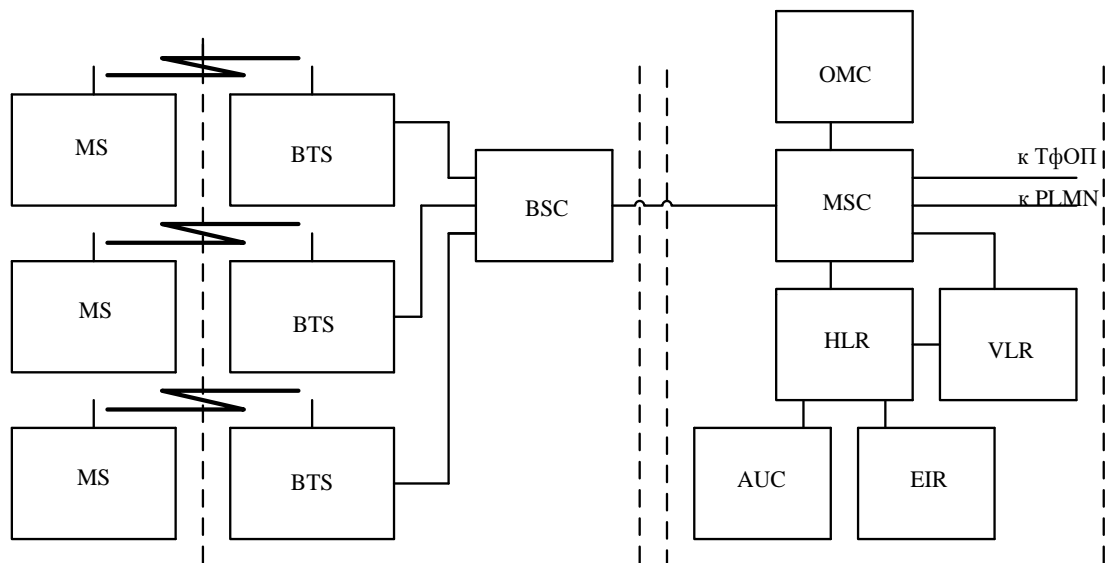 OMC
MS
BTS
BSC
MSC
к ТфОП
к PLMN
MS
BTS
HLR
VLR
MS
BTS
AUC
EIR